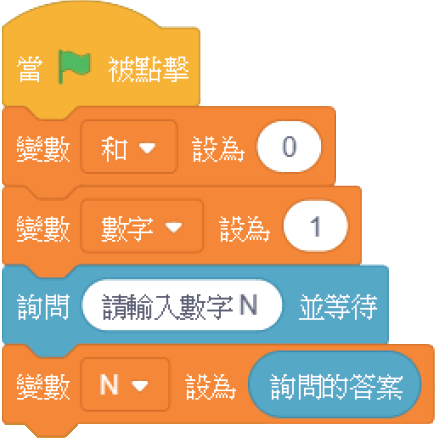 當 被點擊
變數 和 設為 0
變數 數字 設為 1
詢問 請輸入數字 N 並等待
變數 N 設為 詢問的答案